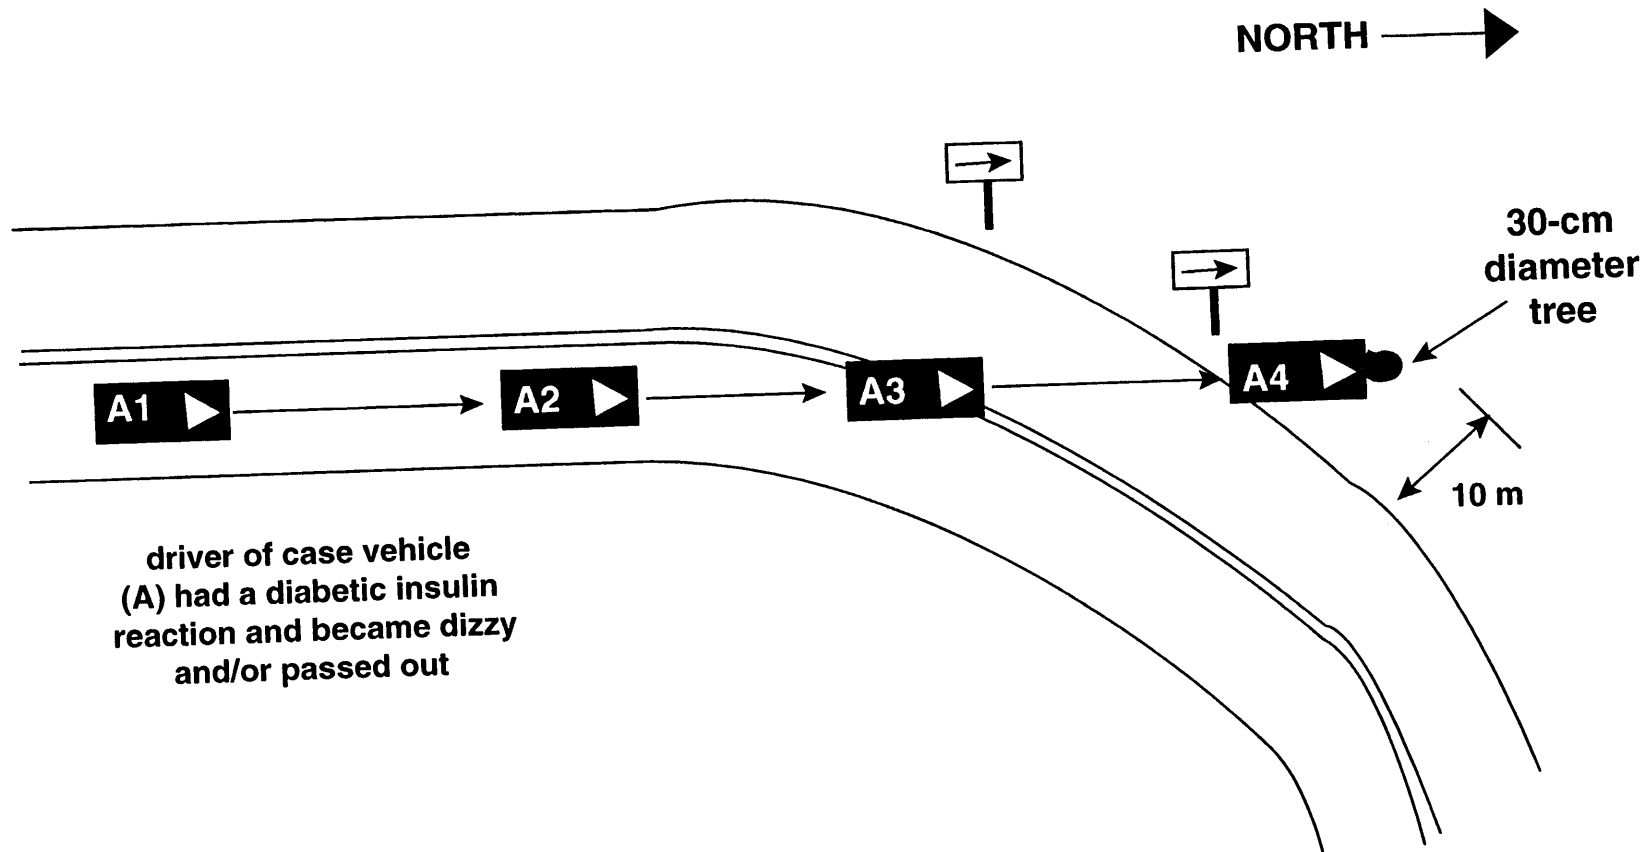 NORTH
30-cm
diameter
tree
A1
A2
A3
A4
10 m
driver of case vehicle
(A) had a diabetic insulin
reaction and became dizzy
and/or passed out